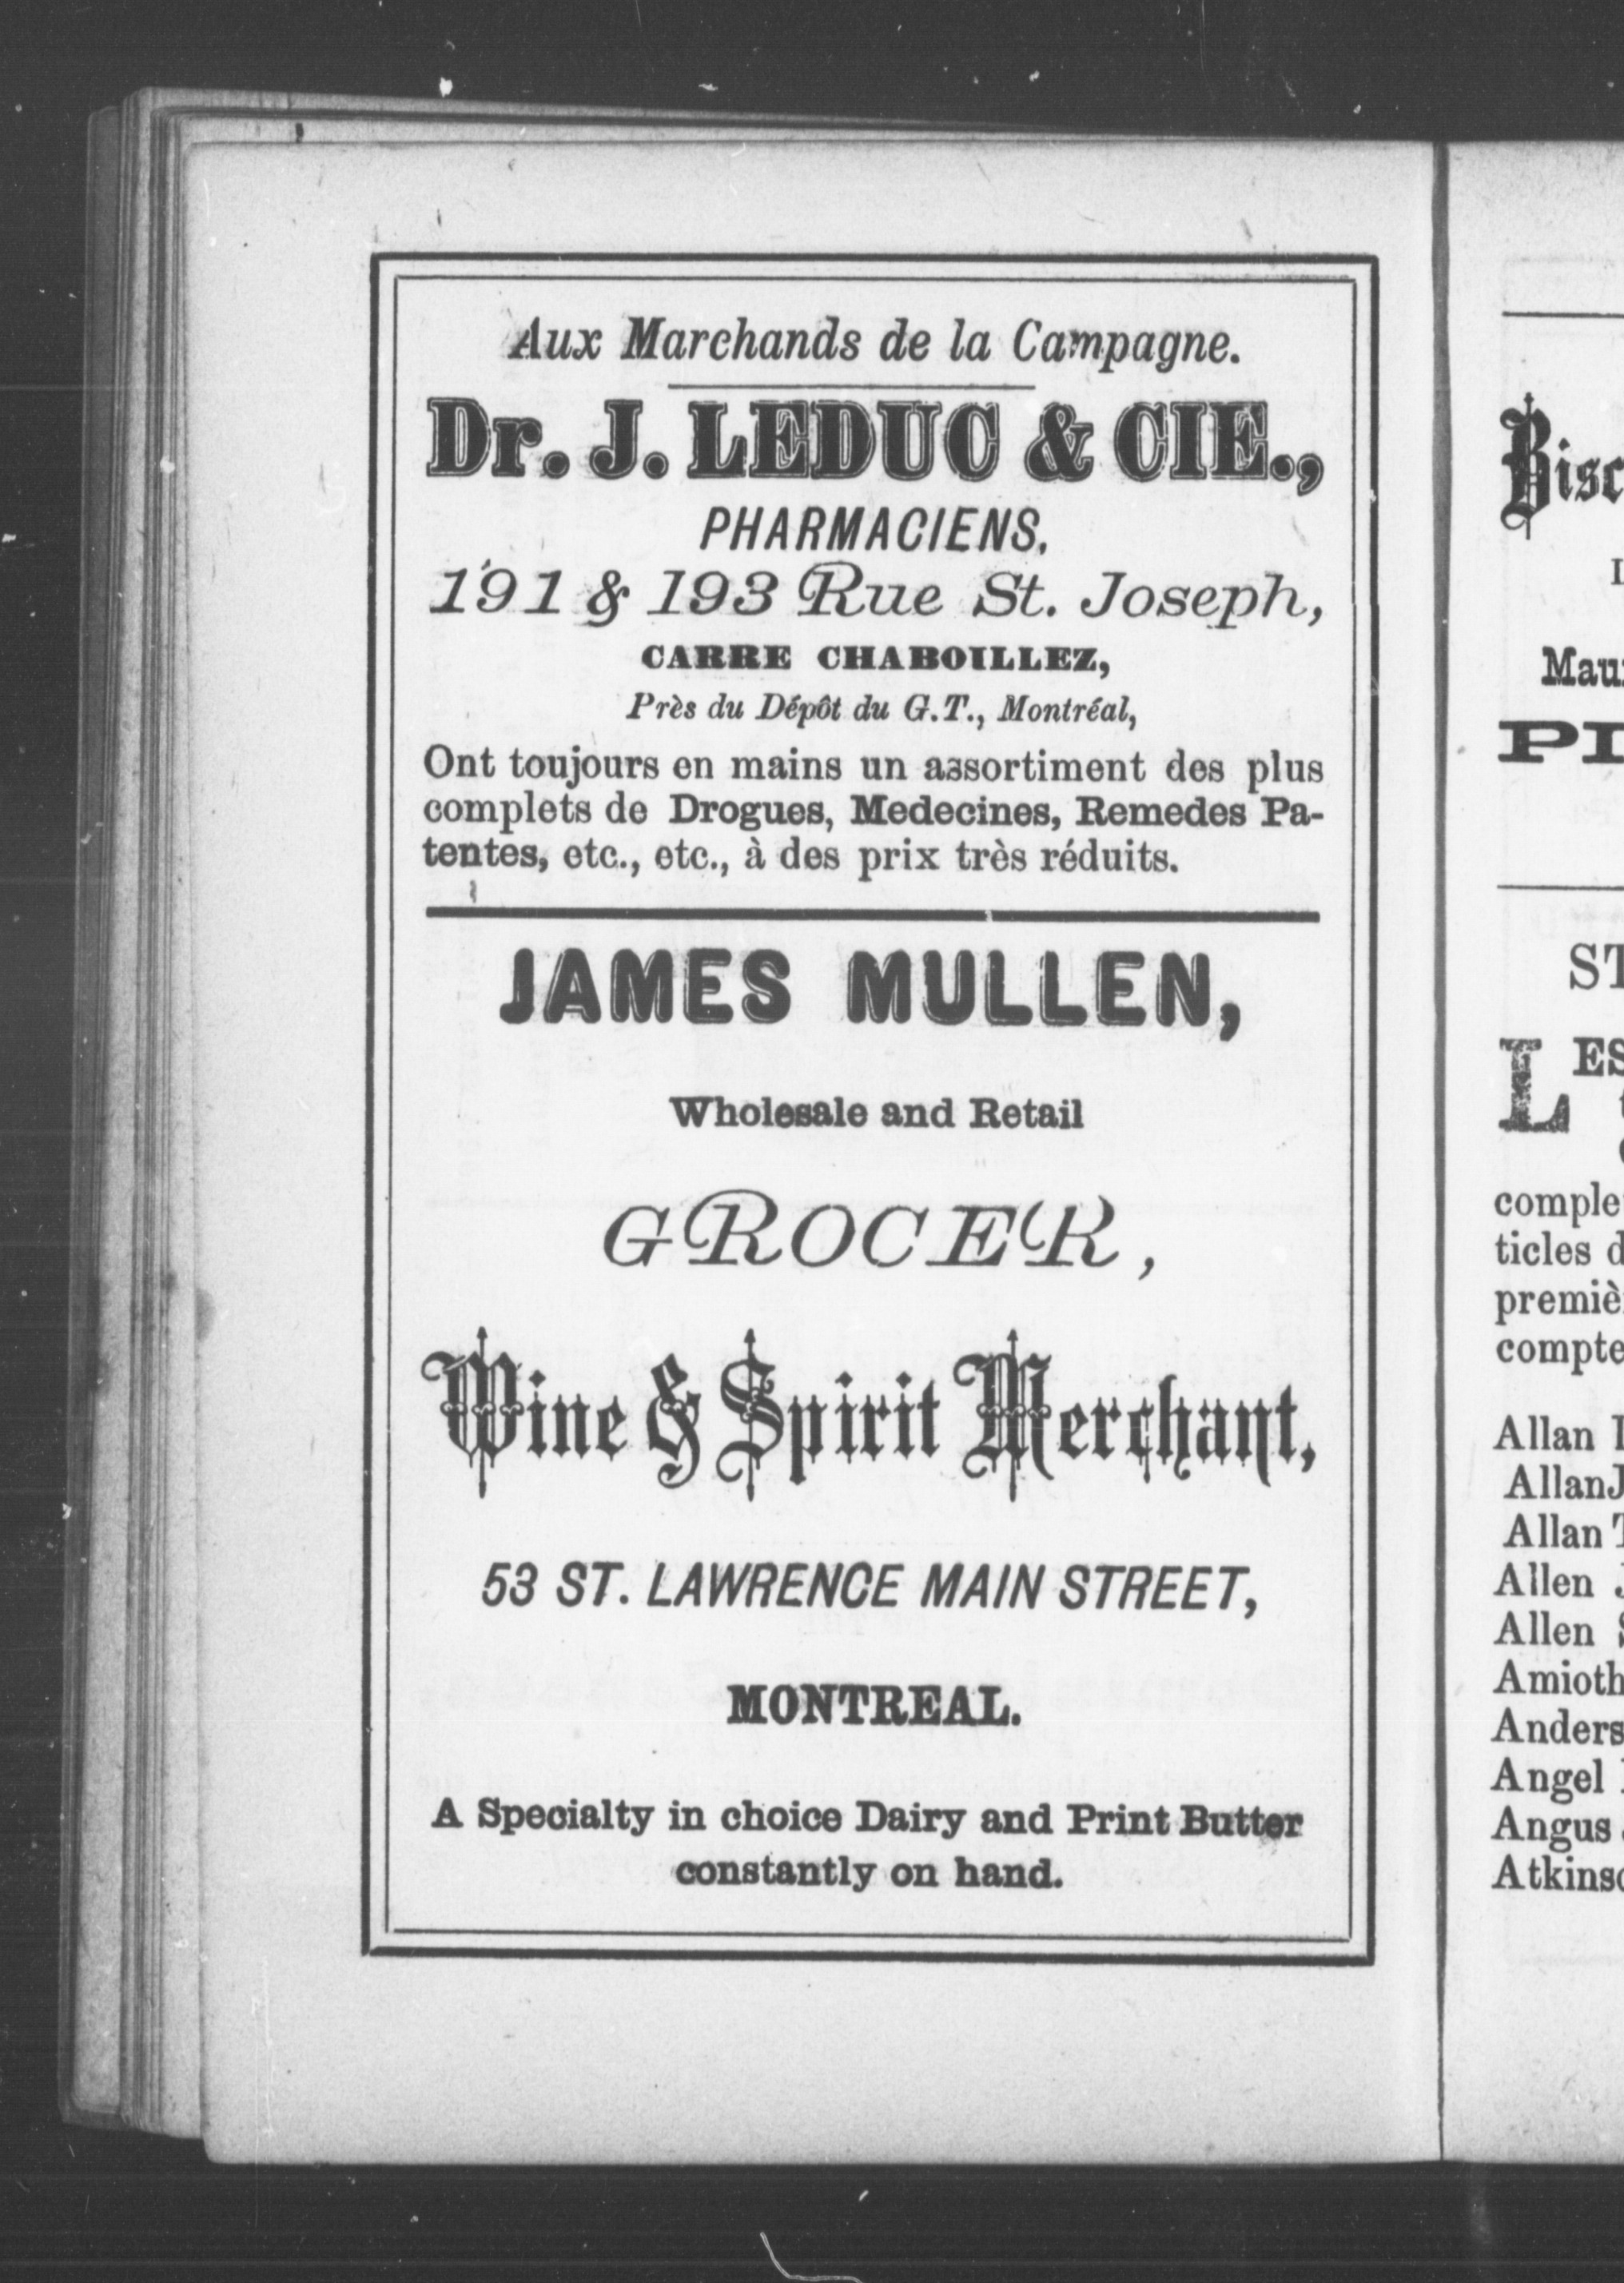 Aux Marchands de la Campagne.
Dr. J. LEDUC & CIE.,
PHARMACIENS,
191 & 193 Rue St. Joseph,
CARRE CHABOILLEZ,
Près du Dépôt du G.T., Montréal,
Ont toujours en mains un assortiment des plus
complets de Drogues, Medecines, Remedes Pa-
tentes, etc., etc., à des prix très réduits.
JAMES MULLEN,
Wholesale and Retail
GROCER,
Wine & Spirit Merchant,
53 ST. LAWRENCE MAIN STREET,
MONTREAL.
A Specialty in choice Dairy and Print Butter
constantly on hand.
Bisc
Mau
PI
ST
LES
comple
ticles d
premiè
compte
Allan
Allan J
Allan T
Allen J
Allen S
Amioth
Anders
Angel
Angus
Atkinso